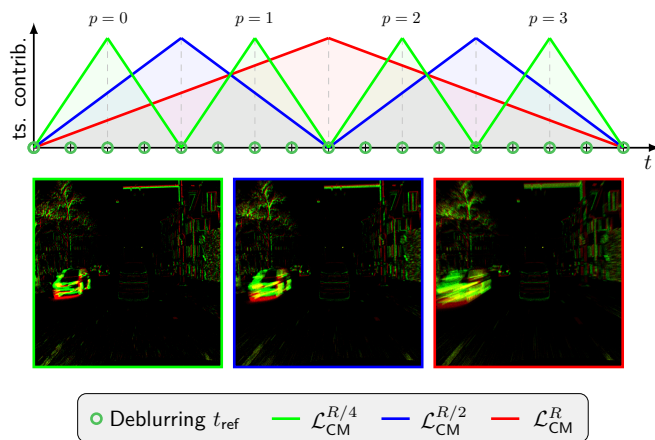 p = 0 p = 1 p = 2 p = 3
ts. contrib.
t
Deblurring t_ref L_CM^{R/4} L_CM^{R/2} L_CM^R